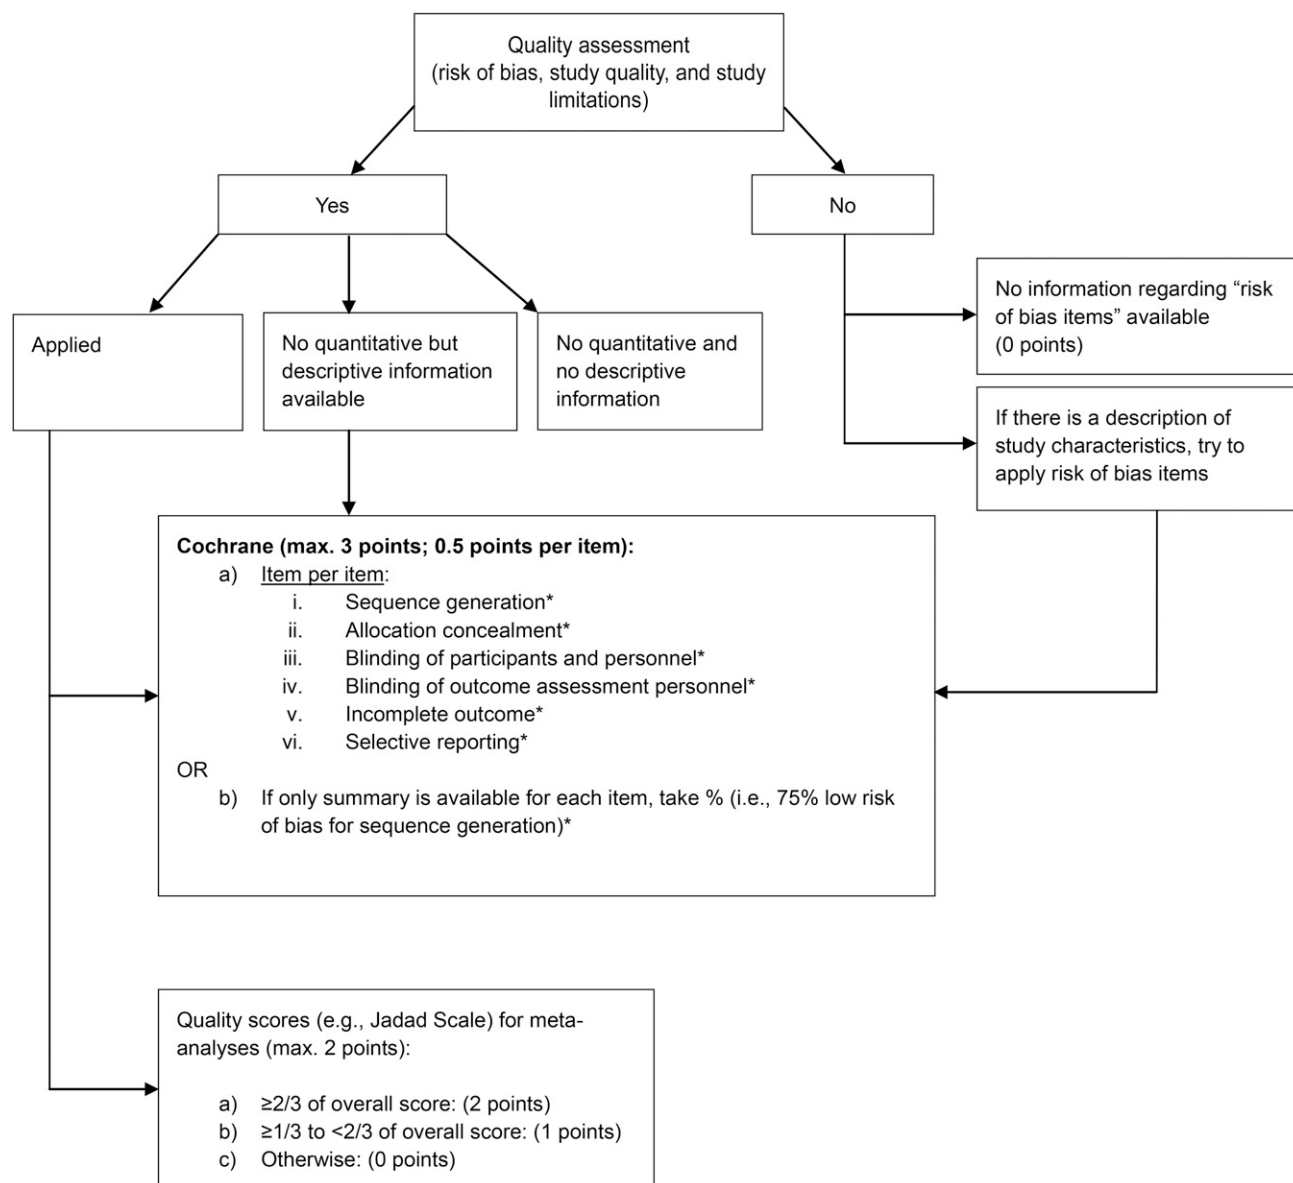 Quality assessment
(risk of bias, study quality, and study
limitations)
Yes
No
Applied
No quantitative but
descriptive information
available
No quantitative and
no descriptive
information
No information regarding “risk
of bias items” available
(0 points)
If there is a description of
study characteristics, try to
apply risk of bias items
Cochrane (max. 3 points; 0.5 points per item):
a) Item per item:
i. Sequence generation*
ii. Allocation concealment*
iii. Blinding of participants and personnel*
iv. Blinding of outcome assessment personnel*
v. Incomplete outcome*
vi. Selective reporting*
OR
b) If only summary is available for each item, take % (i.e., 75% low risk
of bias for sequence generation)*
Quality scores (e.g., Jadad Scale) for meta-
analyses (max. 2 points):
a) ≥2/3 of overall score: (2 points)
b) ≥1/3 to <2/3 of overall score: (1 points)
c) Otherwise: (0 points)